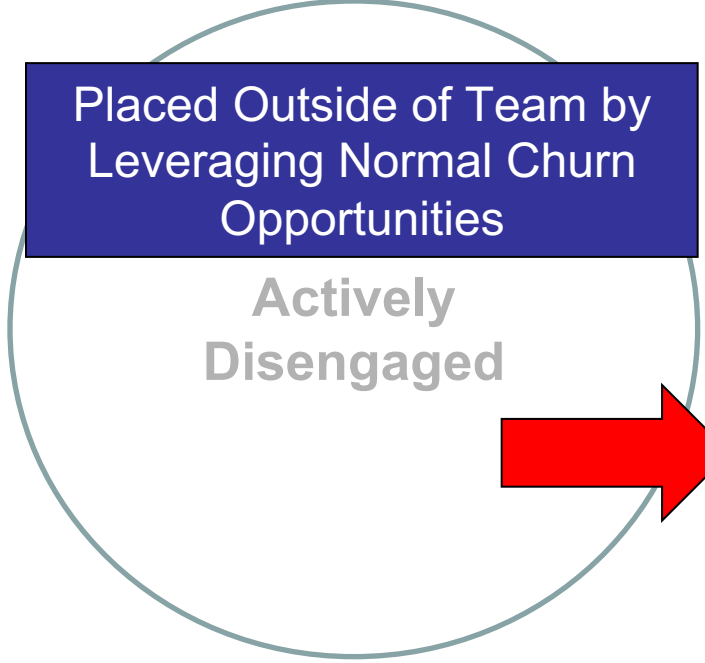 Placed Outside of Team by
Leveraging Normal Churn
Opportunities
Actively
Disengaged